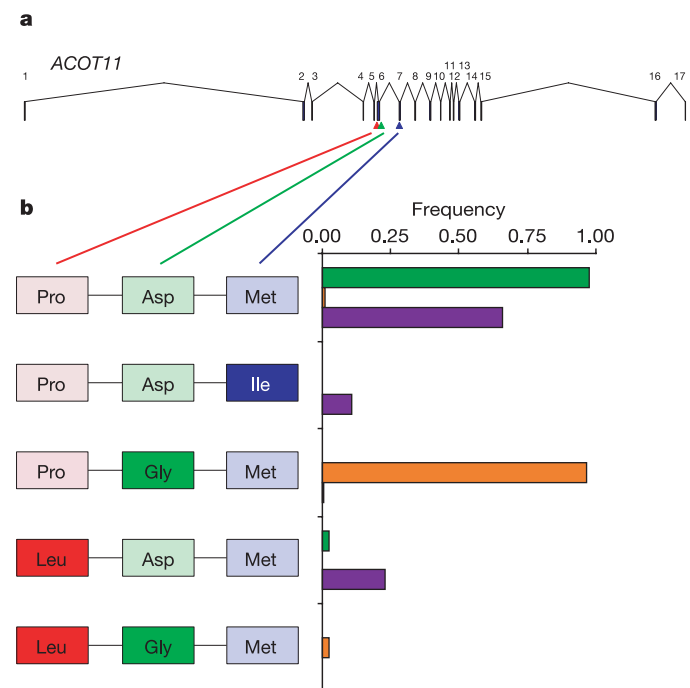 a
ACOT11
1 2 3 4 5 6 7 8 9 10 11 12 13 14 15 16 17
b
Frequency
0.00 0.25 0.50 0.75 1.00
Pro Asp Met
Pro Asp Ile
Pro Gly Met
Leu Asp Met
Leu Gly Met